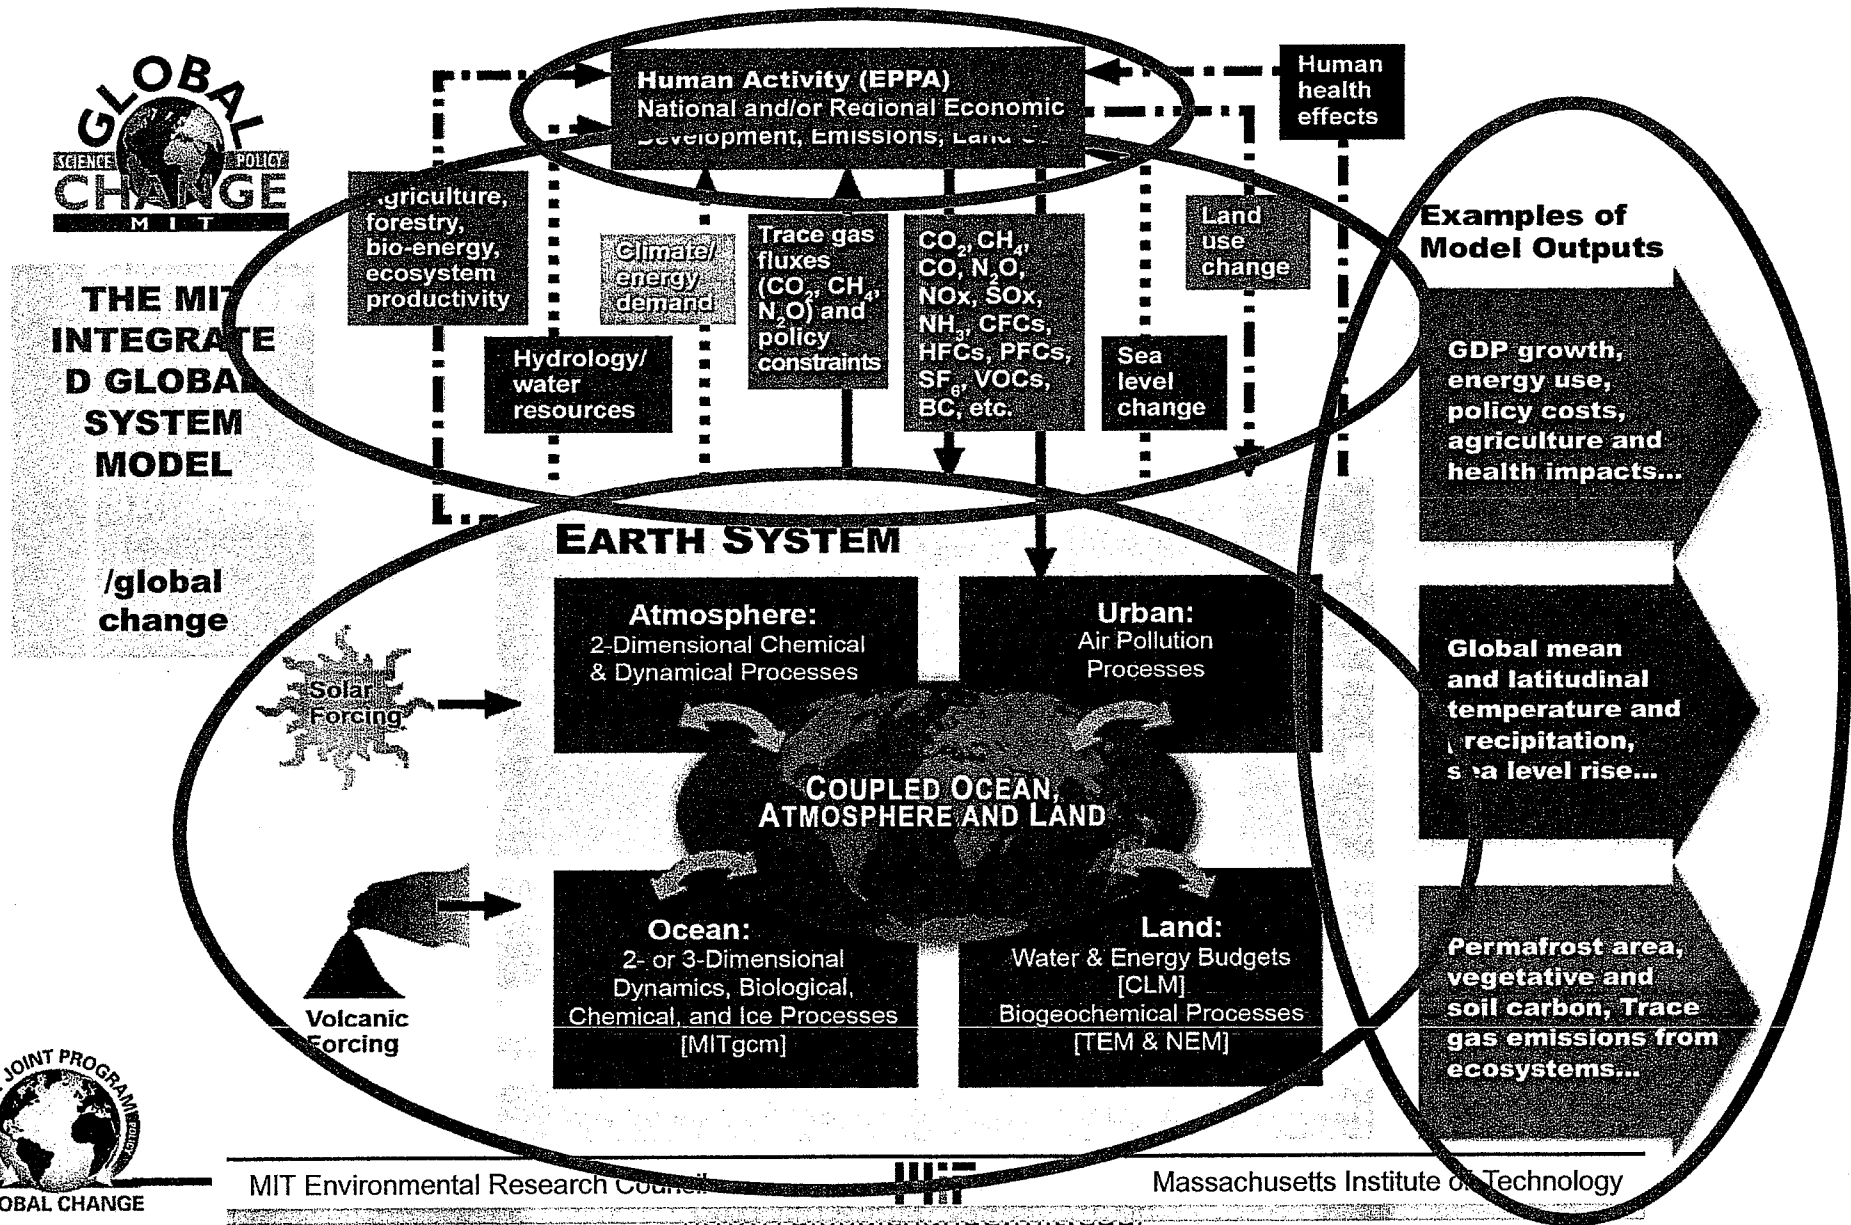 GLOBAL
SCIENCE POLICY
CHANGE
M I T
THE MIT
INTEGRATE
D GLOBAL
SYSTEM
MODEL
/global
change
Human Activity (EPPA)
National and/or Regional Economic
Development, Emissions, Land
Human
health
effects
Agriculture,
forestry,
bio-energy,
ecosystem
productivity
Hydrology/
water
resources
Climate/
energy
demand
Trace gas
fluxes
(CO₂, CH₄,
N₂O) and
policy
constraints
CO₂, CH₄,
CO, N₂O,
NOx, SOx,
NH₃, CFCs,
HFCs, PFCs,
SF₆, VOCs,
BC, etc.
Sea
level
change
Land
use
change
EARTH SYSTEM
Atmosphere:
2-Dimensional Chemical
& Dynamical Processes
Urban:
Air Pollution
Processes
Solar
Forcing
COUPLED OCEAN,
ATMOSPHERE AND LAND
Volcanic
Forcing
Ocean:
2- or 3-Dimensional
Dynamics, Biological,
Chemical, and Ice Processes
[MITgcm]
Land:
Water & Energy Budgets
[CLM]
Biogeochemical Processes
[TEM & NEM]
Examples of
Model Outputs
GDP growth,
energy use,
policy costs,
agriculture and
health impacts...
Global mean
and latitudinal
temperature and
precipitation,
sea level rise...
Permafrost area,
vegetative and
soil carbon, Trace
gas emissions from
ecosystems...
JOINT PROGRAM
POLICY
OBAL CHANGE
MIT Environmental Research Council
MIT
Massachusetts Institute of Technology